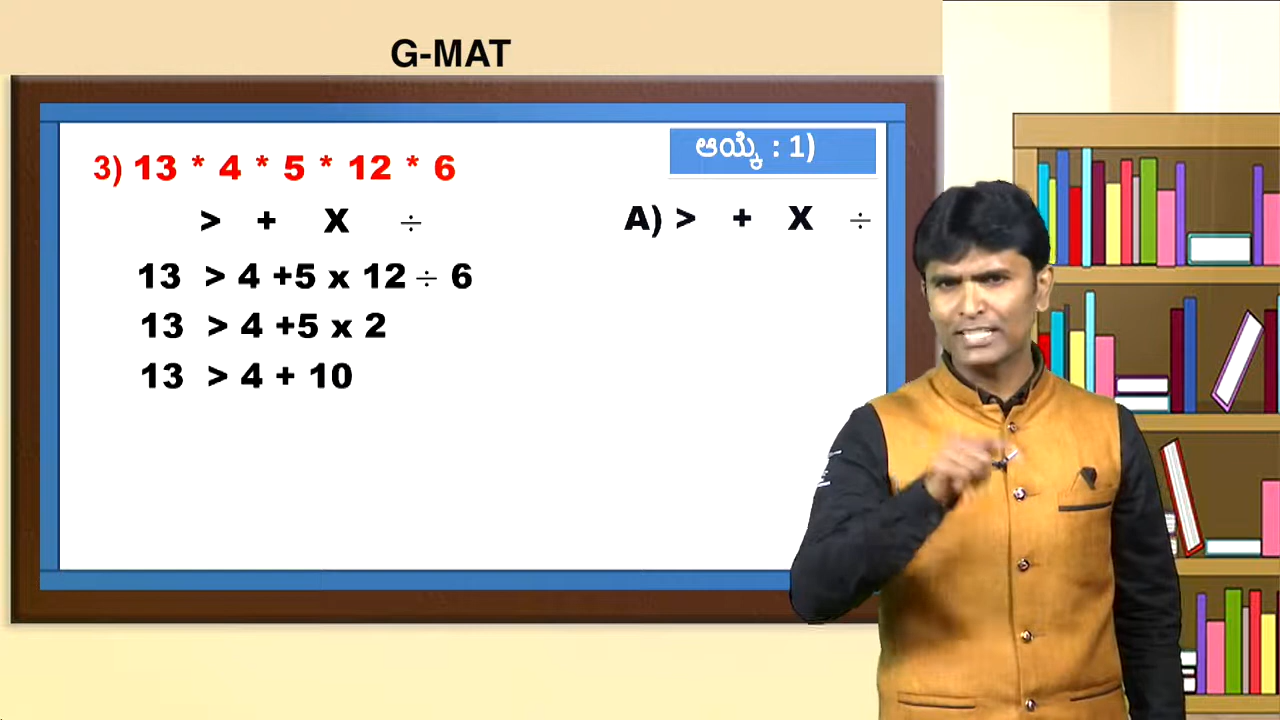 G-MAT
3) 13 * 4 * 5 * 12 * 6
ಆಯ್ಕೆ : 1)
> + X ÷
A) > + X ÷
13 > 4 +5 x 12 ÷ 6
13 > 4 +5 x 2
13 > 4 + 10